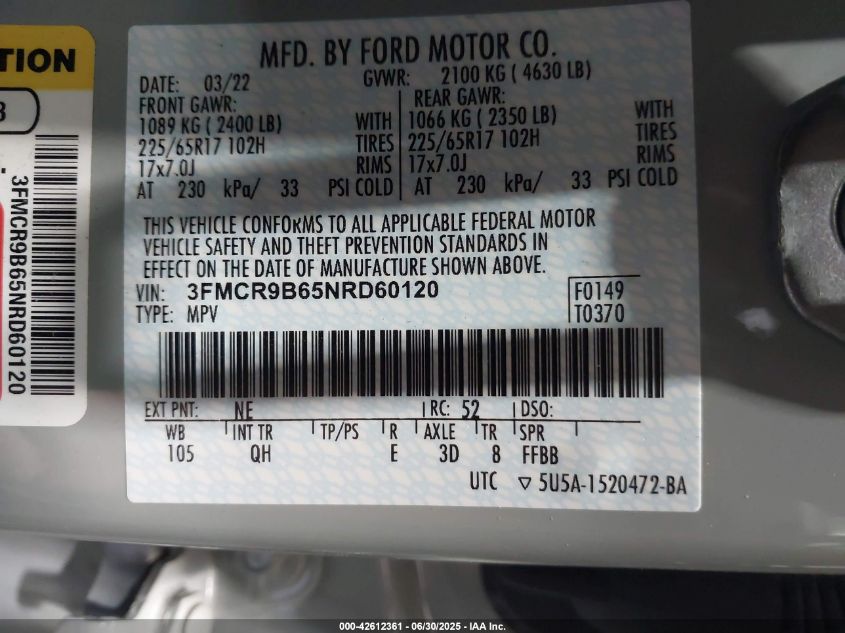 MFD. BY FORD MOTOR CO.
DATE: 03/22 GVWR: 2100 KG ( 4630 LB)
FRONT GAWR: REAR GAWR:
1089 KG ( 2400 LB) WITH 1066 KG ( 2350 LB) WITH
225/65R17 102H TIRES 225/65R17 102H TIRES
17x7.0J RIMS 17x7.0J RIMS
AT 230 kPa/ 33 PSI COLD AT 230 kPa/ 33 PSI COLD
THIS VEHICLE CONFORMS TO ALL APPLICABLE FEDERAL MOTOR
VEHICLE SAFETY AND THEFT PREVENTION STANDARDS IN
EFFECT ON THE DATE OF MANUFACTURE SHOWN ABOVE.
VIN: 3FMCR9B65NRD60120 F0149
TYPE: MPV T0370
EXT PNT: NE RC: 52 DSO:
WB INT TR TP/PS R AXLE TR SPR
105 QH E 3D 8 FFBB
UTC ▽ 5U5A-1520472-BA
3FMCR9B65NRD60120
000-42612361 - 06/30/2025 - IAA Inc.